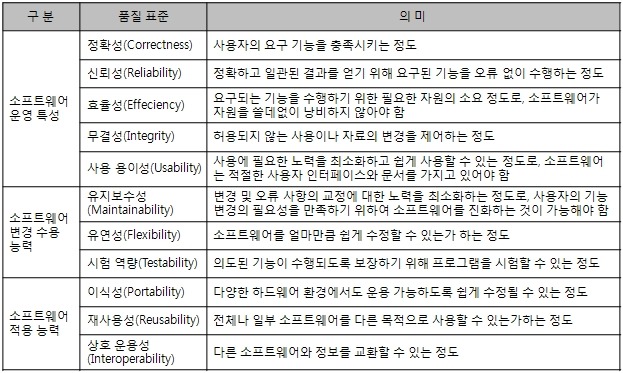 구 분
품질 표준
의 미
소프트웨어
운영 특성
정확성(Correctness)
사용자의 요구 기능을 충족시키는 정도
신뢰성(Reliability)
정확하고 일관된 결과를 얻기 위해 요구된 기능을 오류 없이 수행하는 정도
효율성(Effeciency)
요구되는 기능을 수행하기 위한 필요한 자원의 소요 정도로, 소프트웨어가
자원을 쓸데없이 낭비하지 않아야 함
무결성(Integrity)
허용되지 않는 사용이나 자료의 변경을 제어하는 정도
사용 용이성(Usability)
사용에 필요한 노력을 최소화하고 쉽게 사용할 수 있는 정도로, 소프트웨어
는 적절한 사용자 인터페이스와 문서를 가지고 있어야 함
소프트웨어
변경 수용
능력
유지보수성
(Maintainability)
변경 및 오류 사항의 교정에 대한 노력을 최소화하는 정도로, 사용자의 기능
변경의 필요성을 만족하기 위하여 소프트웨어를 진화하는 것이 가능해야 함
유연성(Flexibility)
소프트웨어를 얼마만큼 쉽게 수정할 수 있는가 하는 정도
시험 역량(Testability)
의도된 기능이 수행되도록 보장하기 위해 프로그램을 시험할 수 있는 정도
소프트웨어
적용 능력
이식성(Portability)
다양한 하드웨어 환경에서도 운용 가능하도록 쉽게 수정될 수 있는 정도
재사용성(Reusability)
전체나 일부 소프트웨어를 다른 목적으로 사용할 수 있는가하는 정도
상호 운용성
(Interoperability)
다른 소프트웨어와 정보를 교환할 수 있는 정도